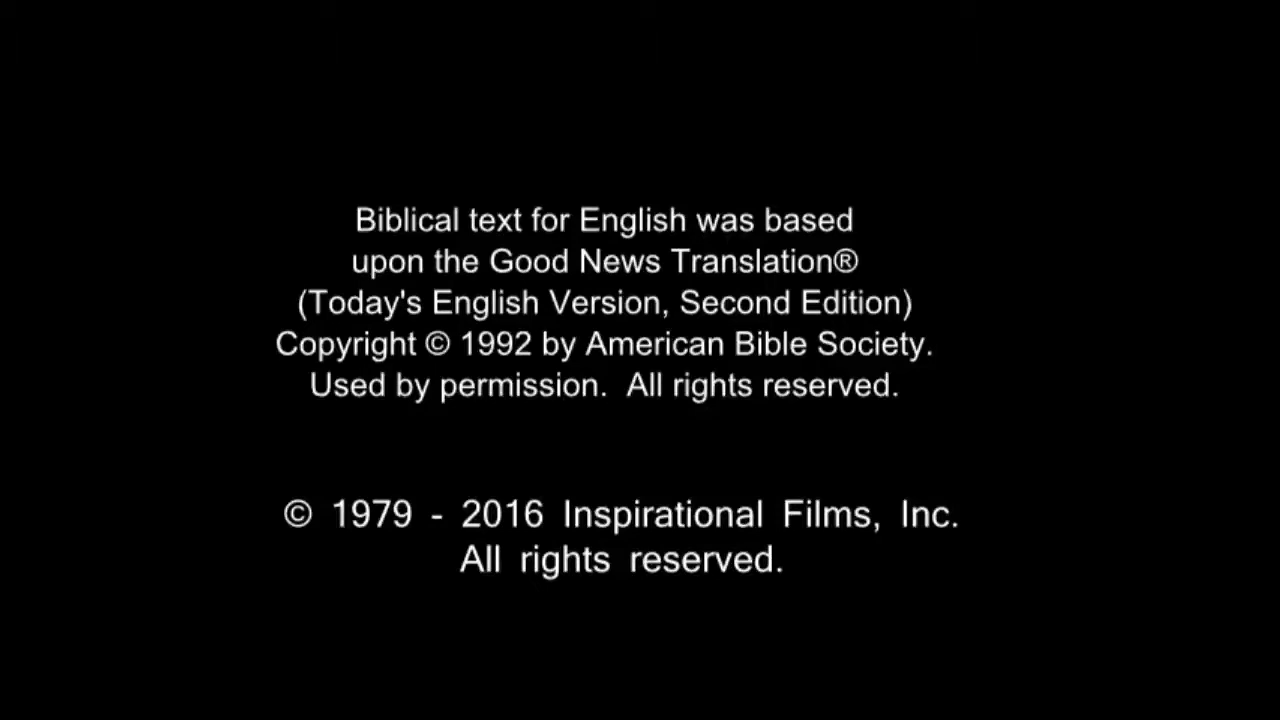 Biblical text for English was based
upon the Good News Translation®
(Today's English Version, Second Edition)
Copyright © 1992 by American Bible Society.
Used by permission. All rights reserved.
© 1979 - 2016 Inspirational Films, Inc.
All rights reserved.